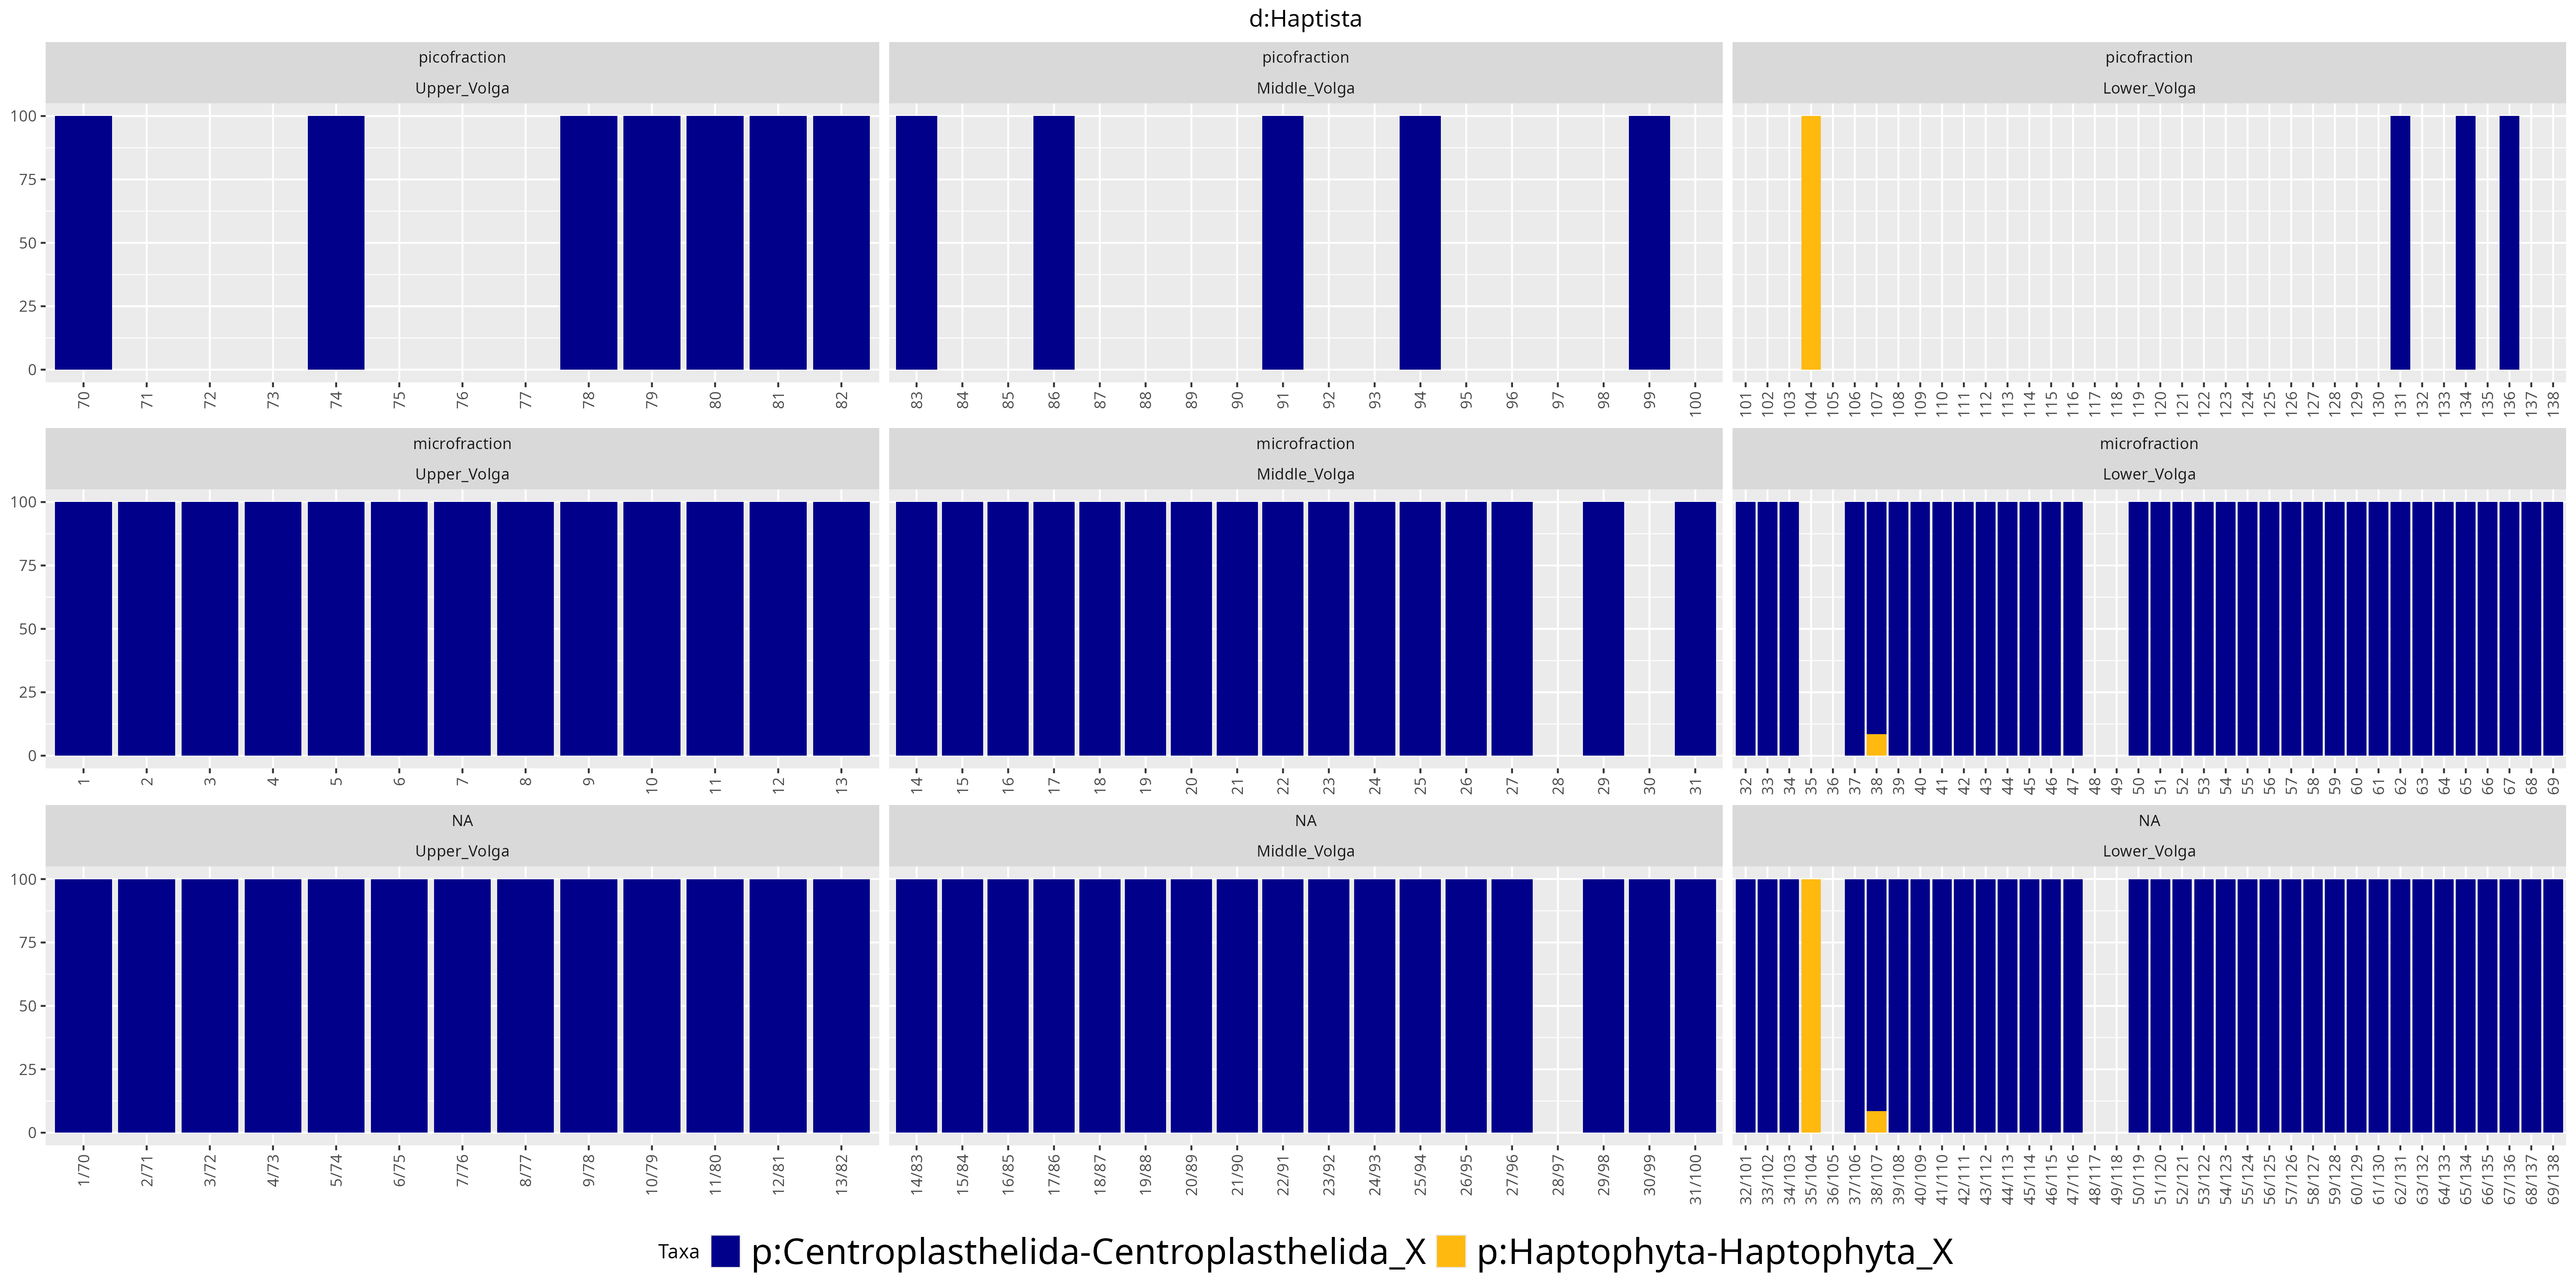 d:Haptista
picofraction picofraction picofraction
Upper_Volga Middle_Volga Lower_Volga
100
75
50
25
0
70 71 72 73 74 75 76 77 78 79 80 81 82 83 84 85 86 87 88 89 90 91 92 93 94 95 96 97 98 99 100 101 102 103 104 105 106 107 108 109 110 111 112 113 114 115 116 117 118 119 120 121 122 123 124 125 126 127 128 129 130 131 132 133 134 135 136 137 138
microfraction microfraction microfraction
Upper_Volga Middle_Volga Lower_Volga
100
75
50
25
0
1 2 3 4 5 6 7 8 9 10 11 12 13 14 15 16 17 18 19 20 21 22 23 24 25 26 27 28 29 30 31 32 33 34 35 36 37 38 39 40 41 42 43 44 45 46 47 48 49 50 51 52 53 54 55 56 57 58 59 60 61 62 63 64 65 66 67 68 69
NA NA NA
Upper_Volga Middle_Volga Lower_Volga
100
75
50
25
0
1/70 2/71 3/72 4/73 5/74 6/75 7/76 8/77 9/78 10/79 11/80 12/81 13/82 14/83 15/84 16/85 17/86 18/87 19/88 20/89 21/90 22/91 23/92 24/93 25/94 26/95 27/96 28/97 29/98 30/99 31/100 32/101 33/102 34/103 35/104 36/105 37/106 38/107 39/108 40/109 41/110 42/111 43/112 44/113 45/114 46/115 47/116 48/117 49/118 50/119 51/120 52/121 53/122 54/123 55/124 56/125 57/126 58/127 59/128 60/129 61/130 62/131 63/132 64/133 65/134 66/135 67/136 68/137 69/138
Taxa p:Centroplasthelida-Centroplasthelida_X p:Haptophyta-Haptophyta_X